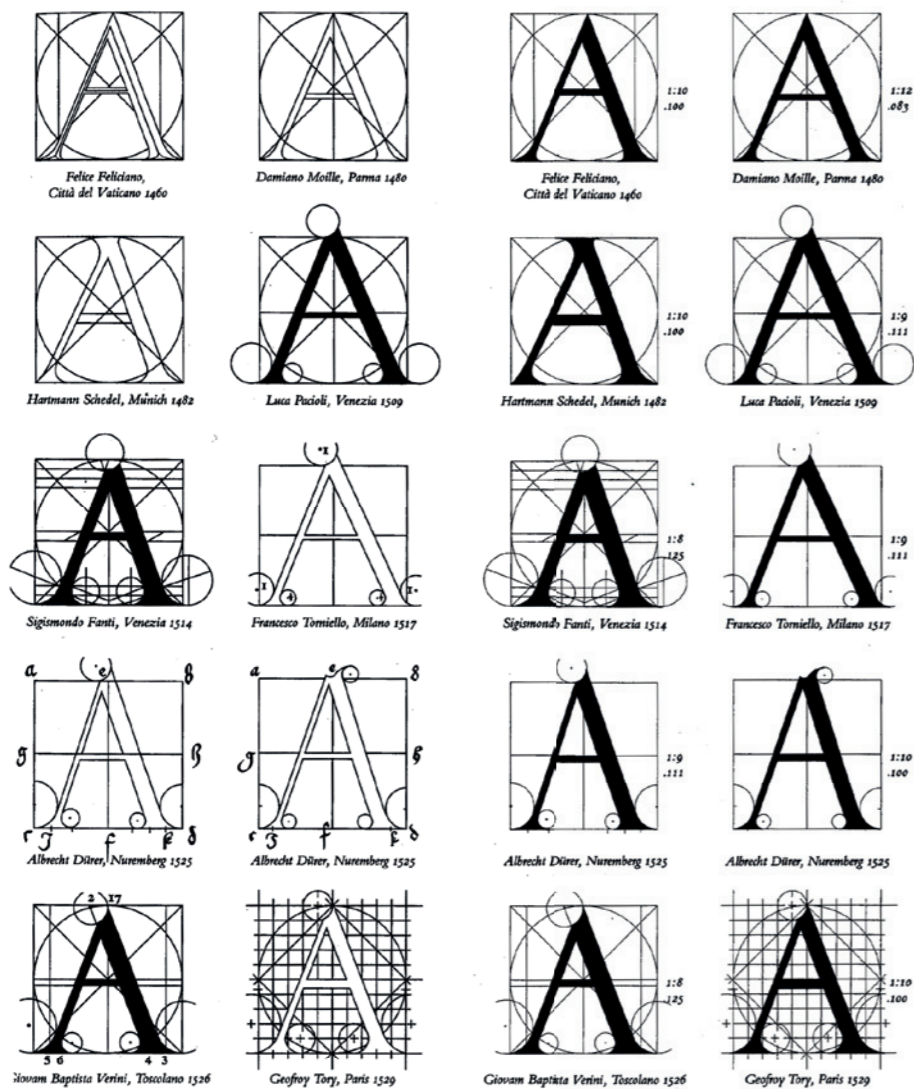 1:10
.100
1:12
.083
Felice Feliciano,
Città del Vaticano 1460
Damiano Moille, Parma 1480
Felice Feliciano,
Città del Vaticano 1460
Damiano Moille, Parma 1480
1:10
.100
1:9
.111
Hartmann Schedel, Munich 1482
Luca Pacioli, Venezia 1509
Hartmann Schedel, Munich 1482
Luca Pacioli, Venezia 1509
1
1
4
4
1
1:8
.125
1:9
.111
Sigismondo Fanti, Venezia 1514
Francesco Torniello, Milano 1517
Sigismondo Fanti, Venezia 1514
Francesco Torniello, Milano 1517
a e
a e
g
g
f
f
1:9
.111
1:10
.100
Albrecht Dürer, Nuremberg 1525
Albrecht Dürer, Nuremberg 1525
Albrecht Dürer, Nuremberg 1525
Albrecht Dürer, Nuremberg 1525
2 17
5 6 4 3
1:8
.125
1:10
.100
Giovam Baptista Verini, Toscolano 1526
Geofroy Tory, Paris 1529
Giovam Baptista Verini, Toscolano 1526
Geofroy Tory, Paris 1529